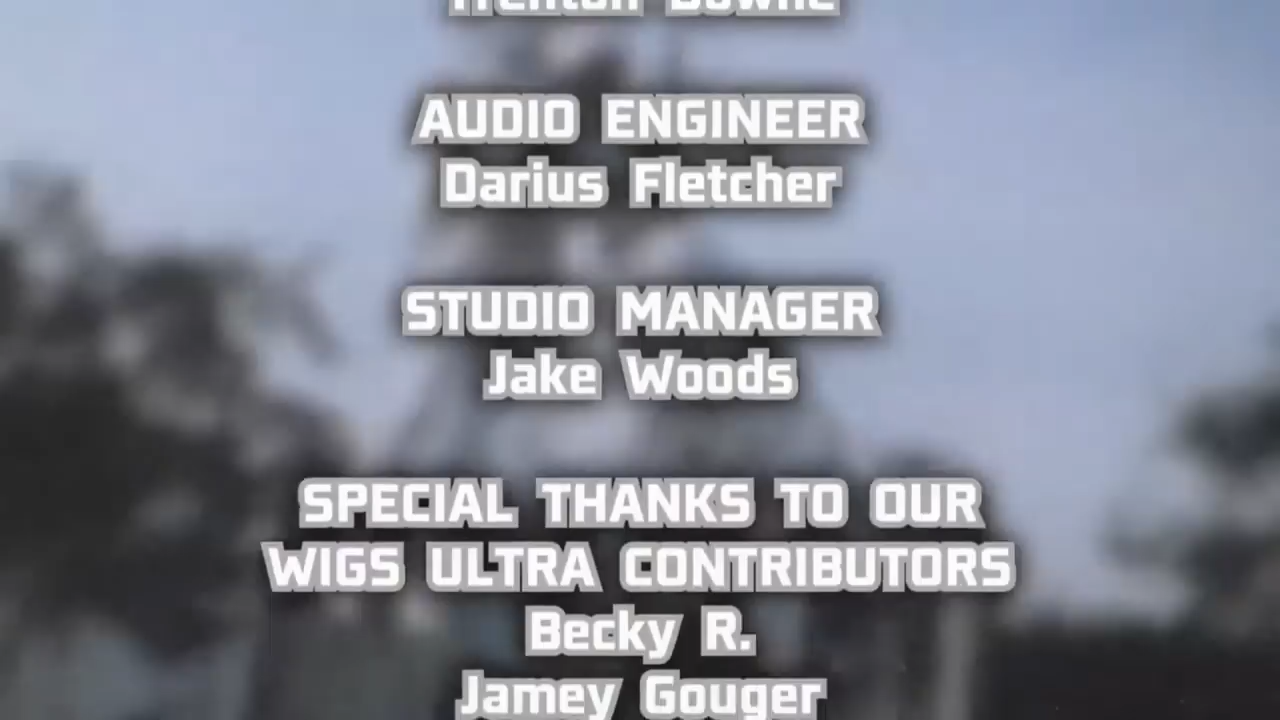 AUDIO ENGINEER
Darius Fletcher
STUDIO MANAGER
Jake Woods
SPECIAL THANKS TO OUR
WIGS ULTRA CONTRIBUTORS
Becky R.
Jamey Gouger